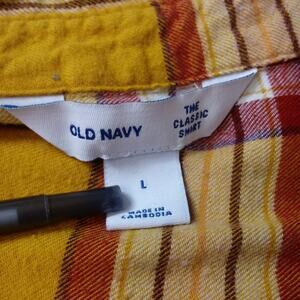 OLD NAVY
THE
CLASSIC
SHIRT
L
MADE IN
CAMBODIA